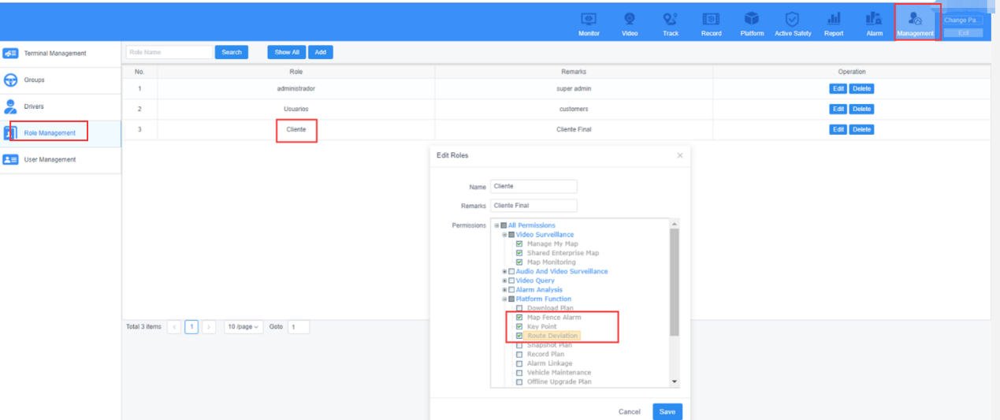 Monitor Video Track Record Platform Active Safety Report Alarm Management Change Pa...
Exit
Terminal Management
Groups
Drivers
Role Management
User Management
Role Name Search Show All Add
No. Role Remarks Operation
1 administrador super admin Edit Delete
2 Usuarios customers Edit Delete
3 Cliente Cliente Final Edit Delete
Edit Roles
Name Cliente
Remarks Cliente Final
Permissions All Permissions
Video Surveillance
Manage My Map
Shared Enterprise Map
Map Monitoring
Audio And Video Surveillance
Video Query
Alarm Analysis
Platform Function
Download Plan
Map Fence Alarm
Key Point
Route Deviation
Snapshot Plan
Record Plan
Alarm Linkage
Vehicle Maintenance
Offline Upgrade Plan
Cancel Save
Total 3 items < 1 > 10 /page Goto 1